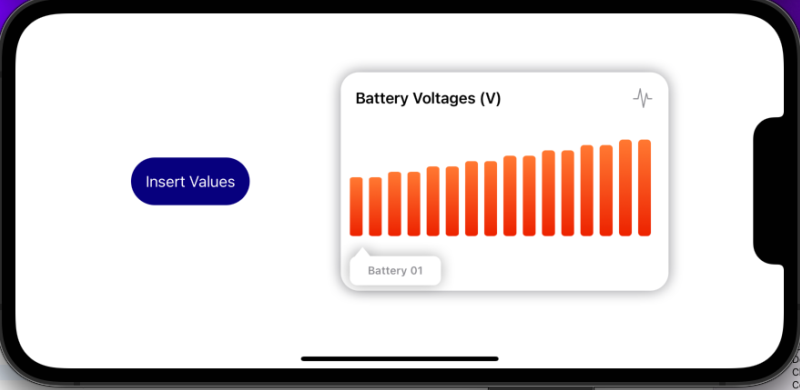 Battery Voltages (V)
Insert Values
Battery 01